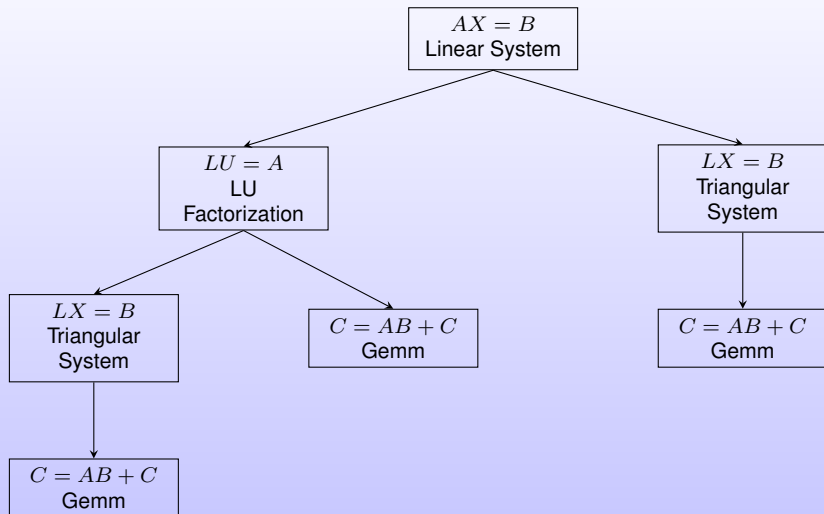 AX = B
Linear System
LU = A
LU
Factorization
LX = B
Triangular
System
LX = B
Triangular
System
C = AB + C
Gemm
C = AB + C
Gemm
C = AB + C
Gemm